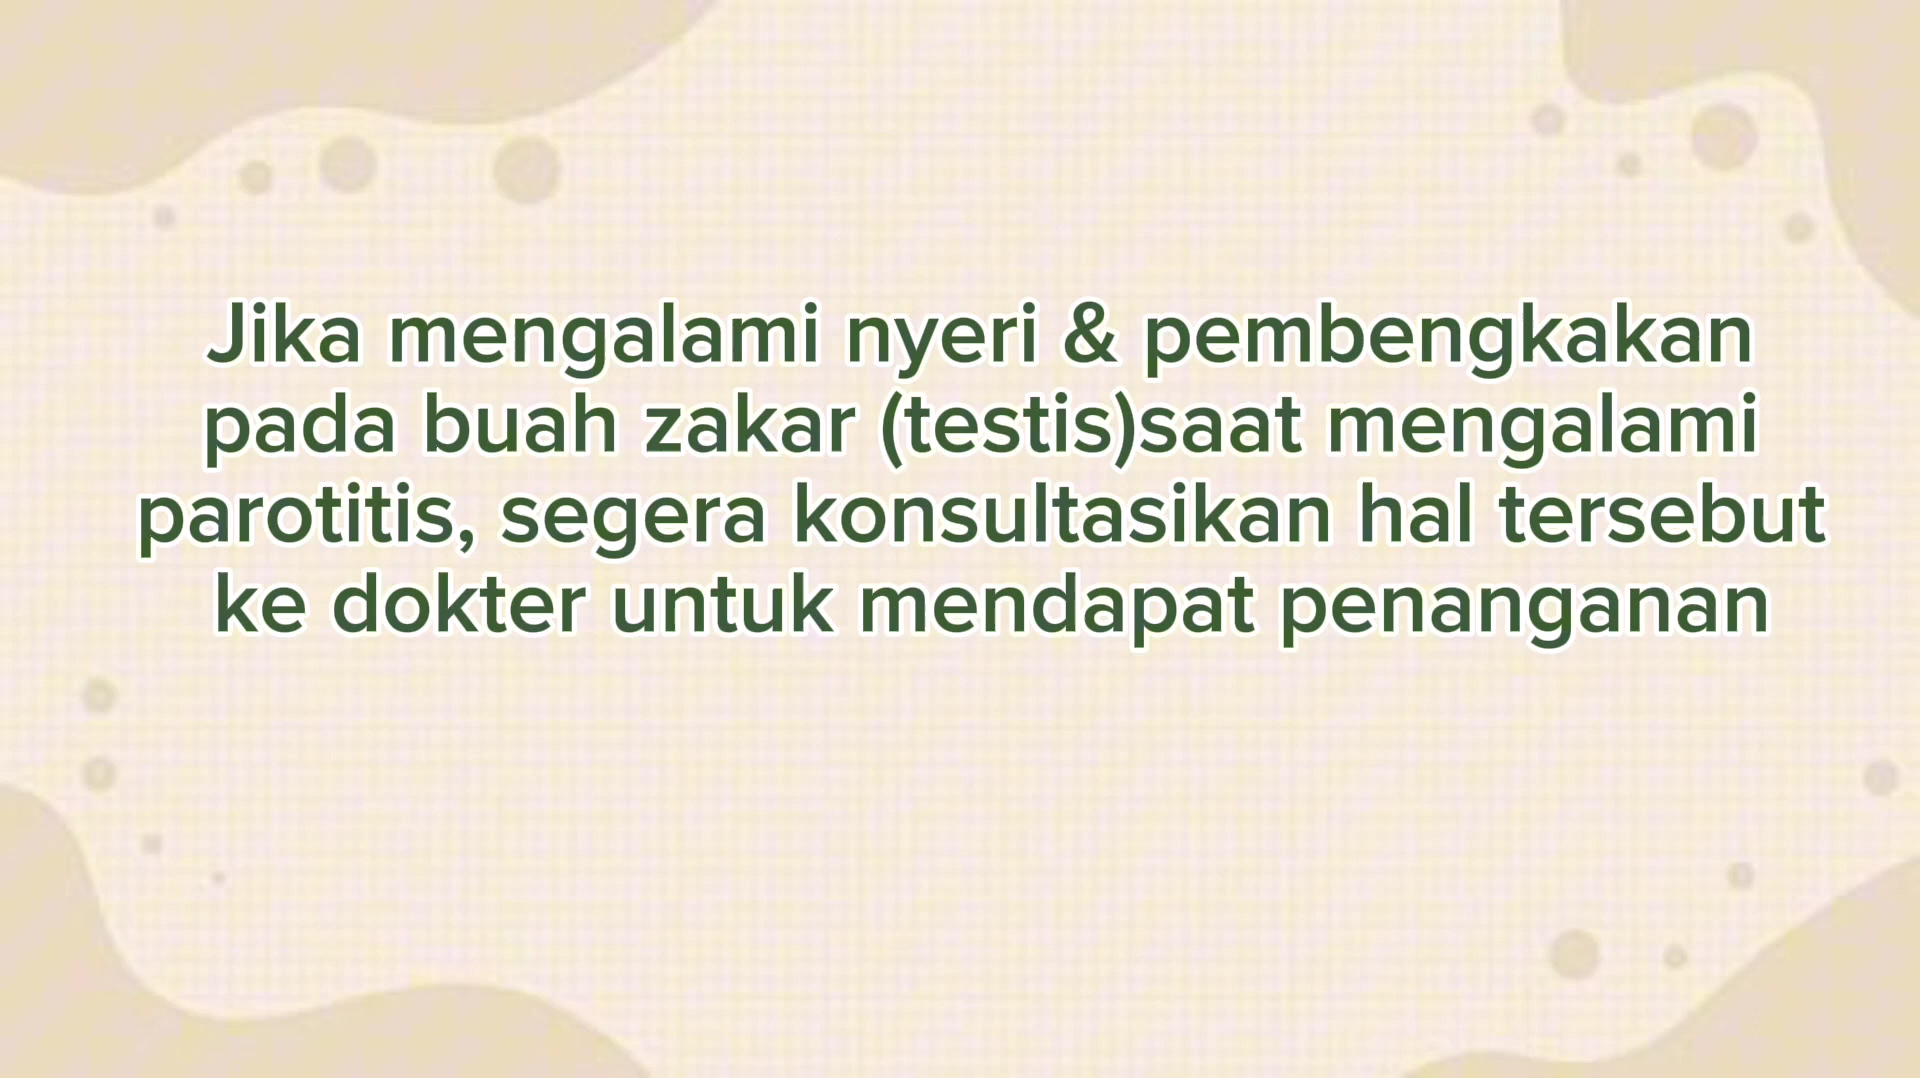 Jika mengalami nyeri & pembengkakan
pada buah zakar (testis)saat mengalami
parotitis, segera konsultasikan hal tersebut
ke dokter untuk mendapat penanganan